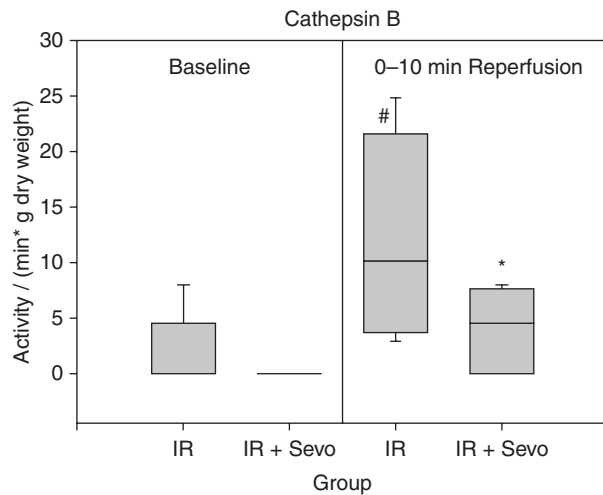 Cathepsin B
Baseline
0–10 min Reperfusion
Activity / (min* g dry weight)
30
25
20
15
10
5
0
#
*
IR
IR + Sevo
IR
IR + Sevo
Group